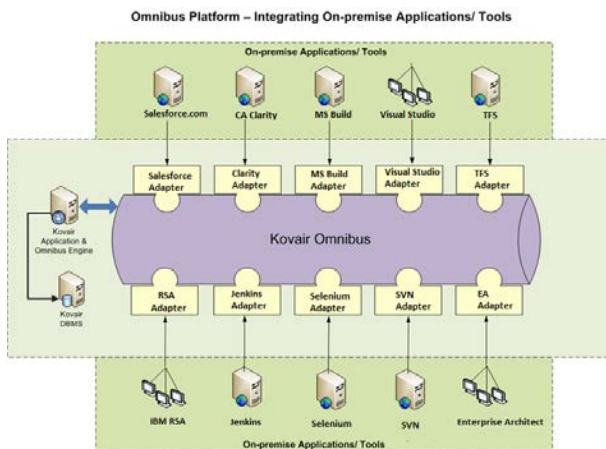 Omnibus Platform – Integrating On-premise Applications/ Tools
On-premise Applications/ Tools
Salesforce.com
CA Clarity
MS Build
Visual Studio
TFS
Salesforce
Adapter
Clarity
Adapter
MS Build
Adapter
Visual Studio
Adapter
TFS
Adapter
Kovair
Application &
Omnibus Engine
Kovair Omnibus
Kovair
DBMS
RSA
Adapter
Jenkins
Adapter
Selenium
Adapter
SVN
Adapter
EA
Adapter
IBM RSA
Jenkins
Selenium
SVN
Enterprise Architect
On-premise Applications/ Tools